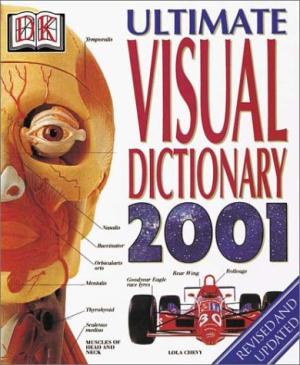 DK
ULTIMATE
VISUAL
DICTIONARY
2001
Temporalis
Nasalis
Buccinator
Orbicularis
oris
Mentalis
Thyrohyoid
Scalenus
medius
MUSCLES OF
HEAD AND
NECK
Goodyear Eagle
race tyres
Rear Wing
Fuselage
LOLA CHEVY
REVISED AND
UPDATED